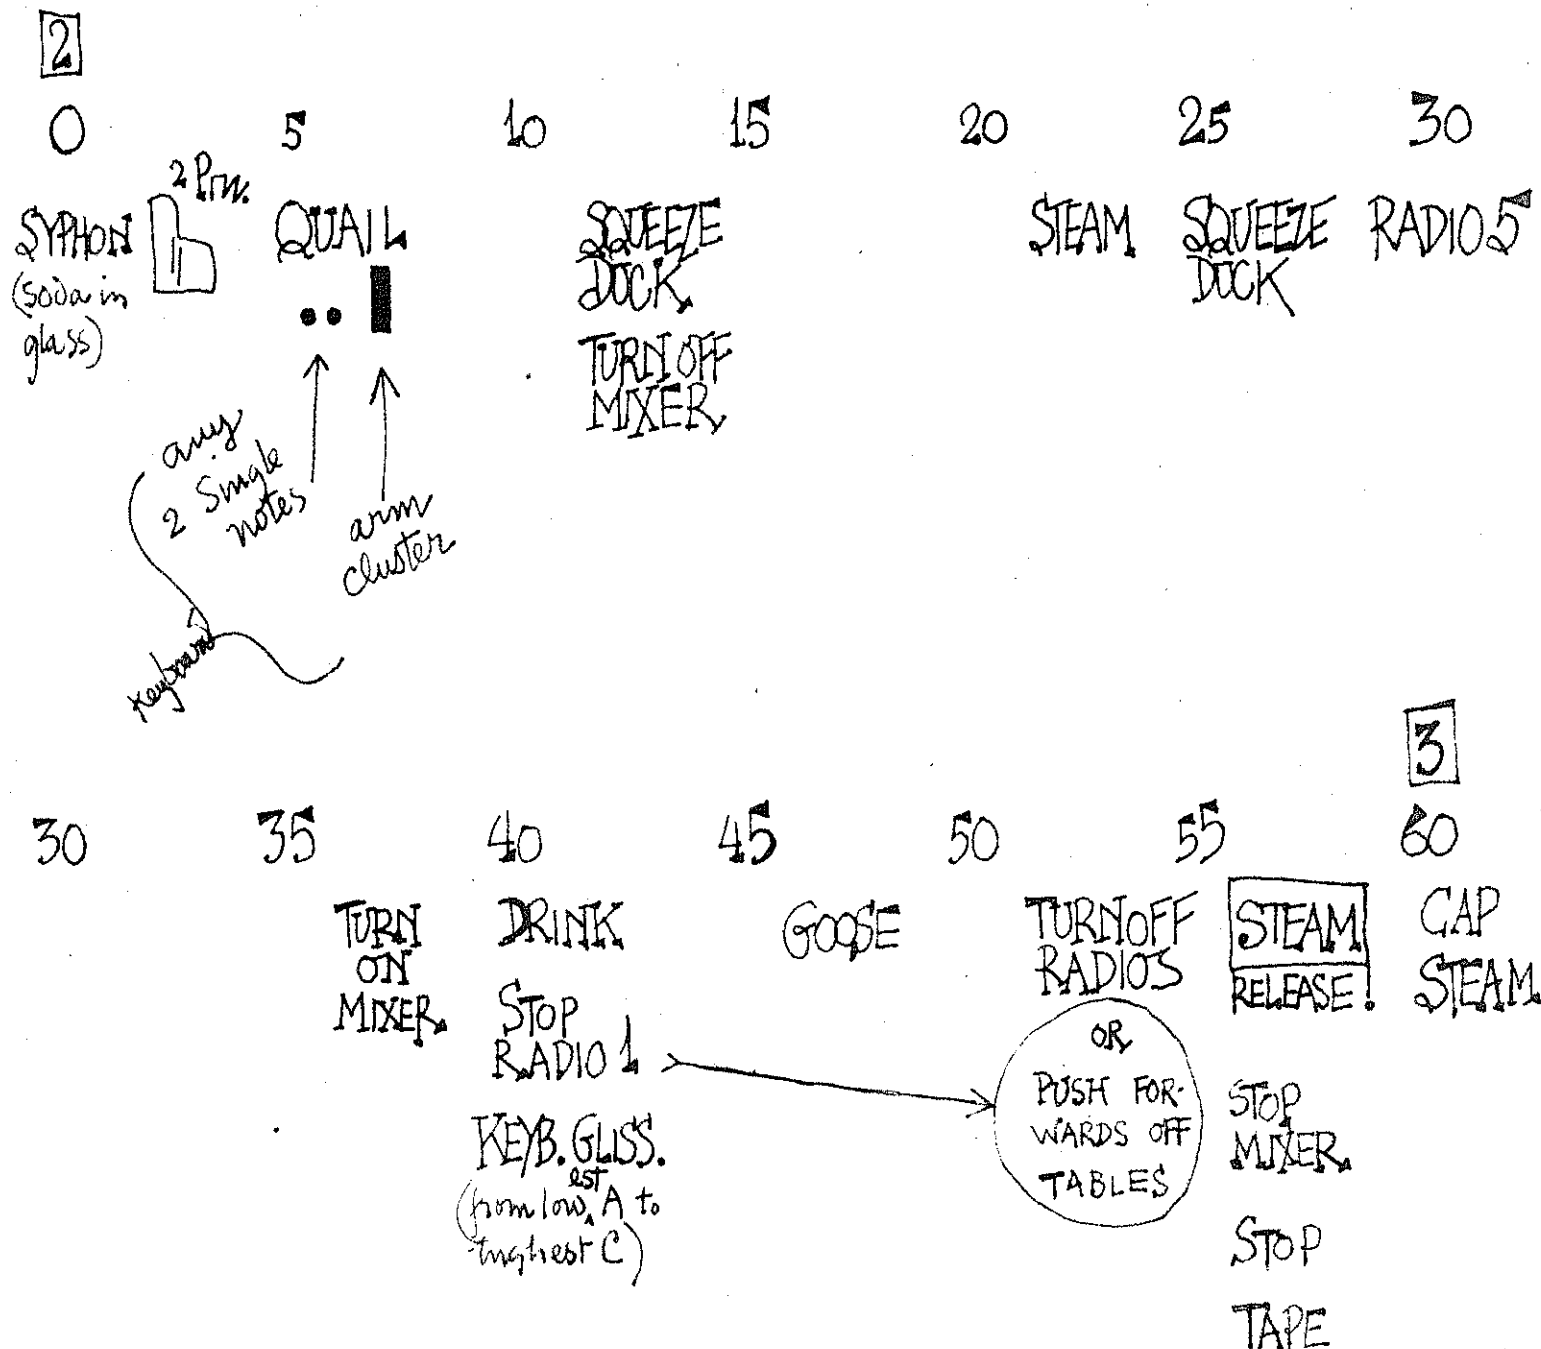 2
0 5 10 15 20 25 30
SYPHON
(soda in
glass)
QUAIL
SQUEEZE
DUCK
TURN OFF
MIXER
STEAM
SQUEEZE
DUCK
RADIO 5
any
2 single
notes
arm
cluster
keyboard
3
30 35 40 45 50 55 60
TURN
ON
MIXER
DRINK
STOP
RADIO 1
KEYB. GLISS.
(from lowest A to
highest C)
GOOSE
TURN OFF
RADIOS
OR
PUSH FOR-
WARDS OFF
TABLES
STEAM
RELEASE!
STOP
MIXER
STOP
TAPE
CAP
STEAM